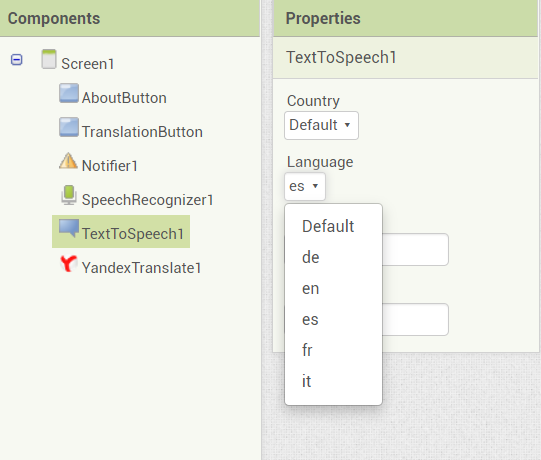 Components
Screen1
AboutButton
TranslationButton
Notifier1
SpeechRecognizer1
TextToSpeech1
YandexTranslate1
Properties
TextToSpeech1
Country
Default
Language
es
Default
de
en
es
fr
it